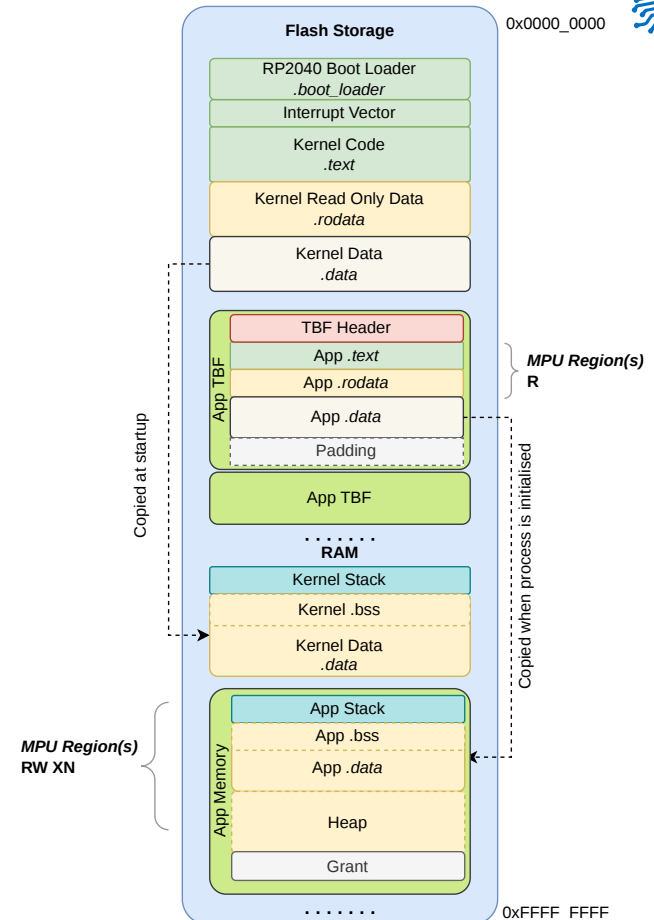 Flash Storage
0x0000_0000
RP2040 Boot Loader
.boot_loader
Interrupt Vector
Kernel Code
.text
Kernel Read Only Data
.rodata
Kernel Data
.data
App TBF
TBF Header
App .text
App .rodata
App .data
Padding
MPU Region(s)
R
App TBF
Copied at startup
Copied when process is initialised
.......
RAM
Kernel Stack
Kernel .bss
Kernel Data
.data
App Memory
App Stack
App .bss
App .data
Heap
Grant
MPU Region(s)
RW XN
.......
0xFFFF_FFFF